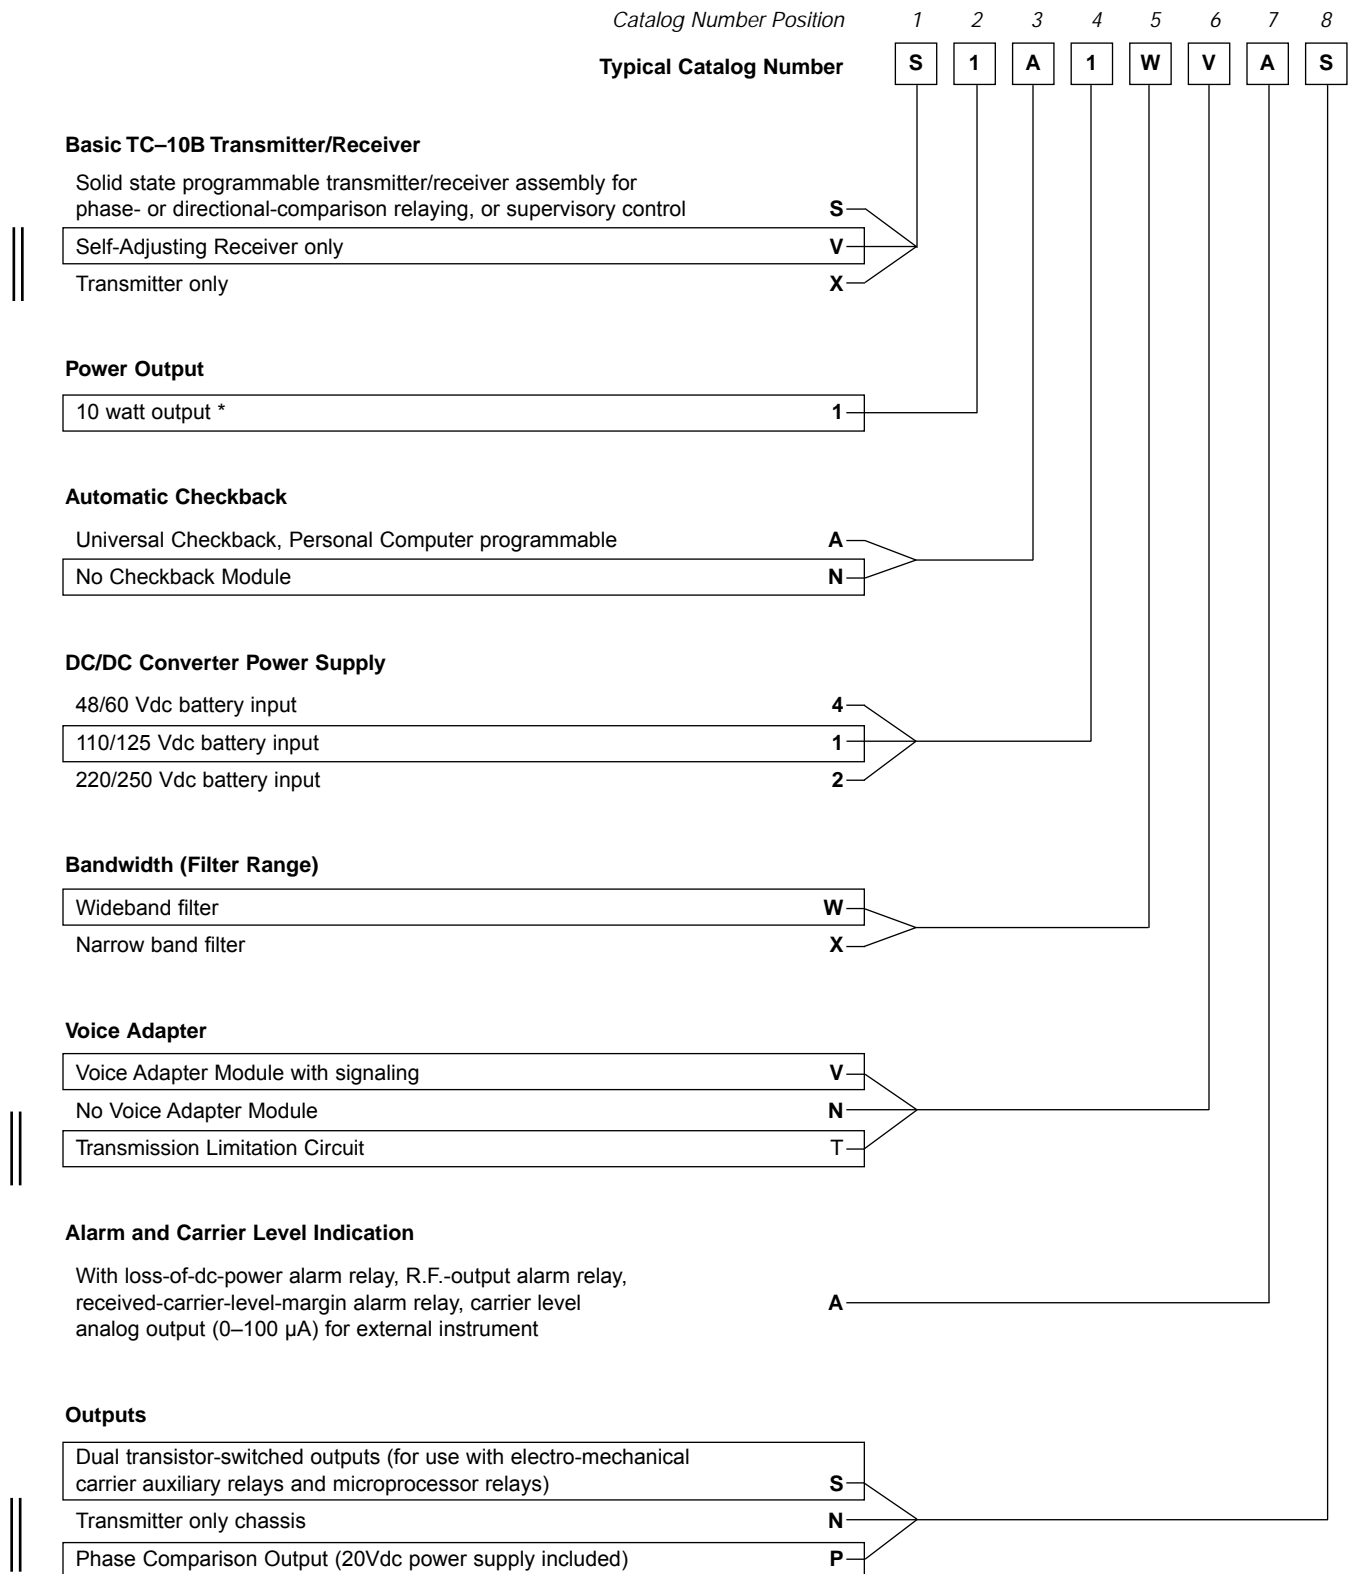 Catalog Number Position 1 2 3 4 5 6 7 8
Typical Catalog Number S 1 A 1 W V A S
Basic TC–10B Transmitter/Receiver
Solid state programmable transmitter/receiver assembly for
phase- or directional-comparison relaying, or supervisory control S
Self-Adjusting Receiver only V
Transmitter only X
Power Output
10 watt output * 1
Automatic Checkback
Universal Checkback, Personal Computer programmable A
No Checkback Module N
DC/DC Converter Power Supply
48/60 Vdc battery input 4
110/125 Vdc battery input 1
220/250 Vdc battery input 2
Bandwidth (Filter Range)
Wideband filter W
Narrow band filter X
Voice Adapter
Voice Adapter Module with signaling V
No Voice Adapter Module N
Transmission Limitation Circuit T
Alarm and Carrier Level Indication
With loss-of-dc-power alarm relay, R.F.-output alarm relay,
received-carrier-level-margin alarm relay, carrier level A
analog output (0–100 µA) for external instrument
Outputs
Dual transistor-switched outputs (for use with electro-mechanical
carrier auxiliary relays and microprocessor relays) S
Transmitter only chassis N
Phase Comparison Output (20Vdc power supply included) P